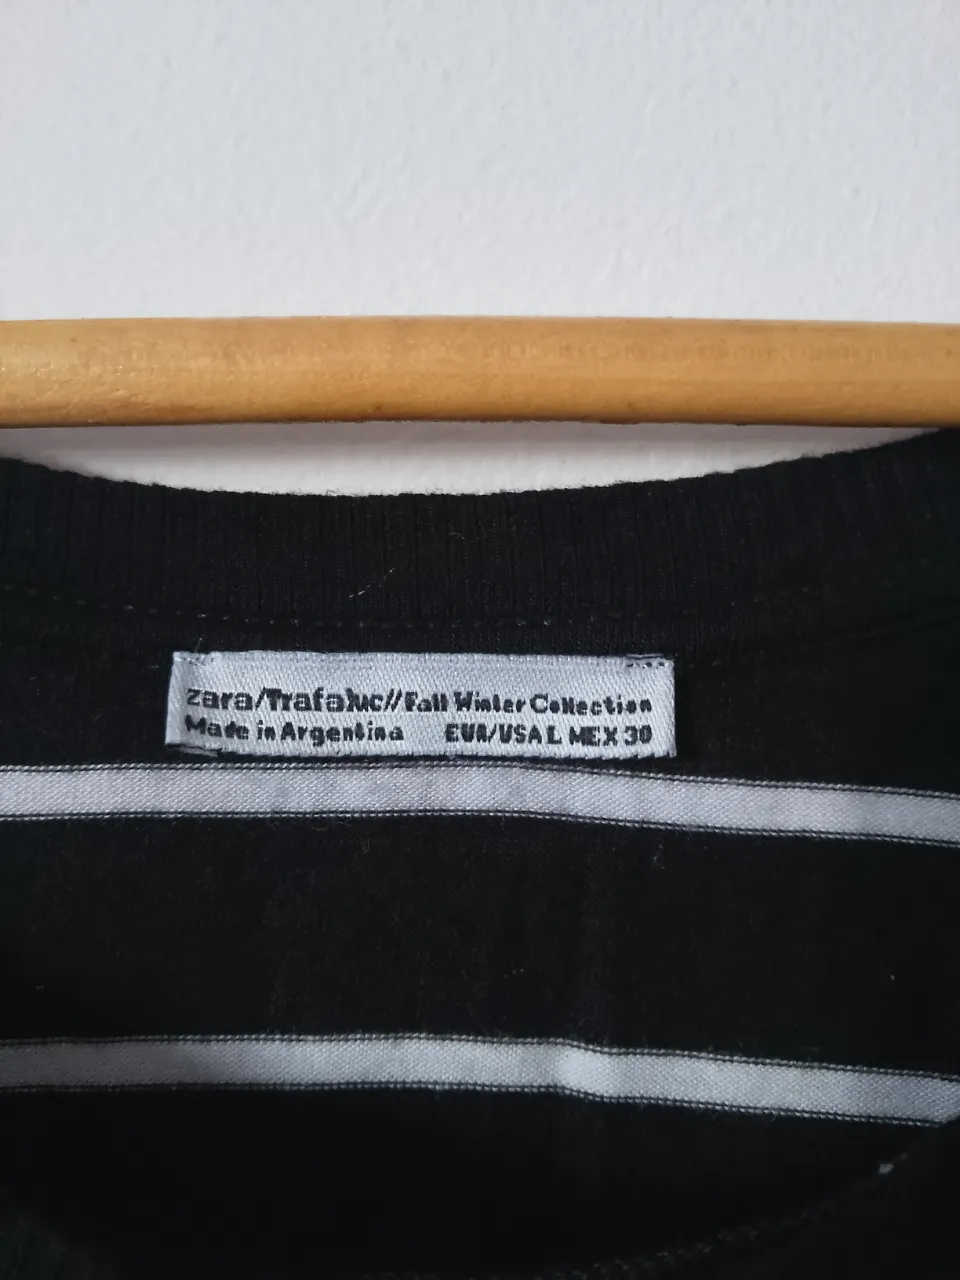 zara/Trafaluc//Fall Winter Collection
Made in Argentina EUR/USA L MEX 30